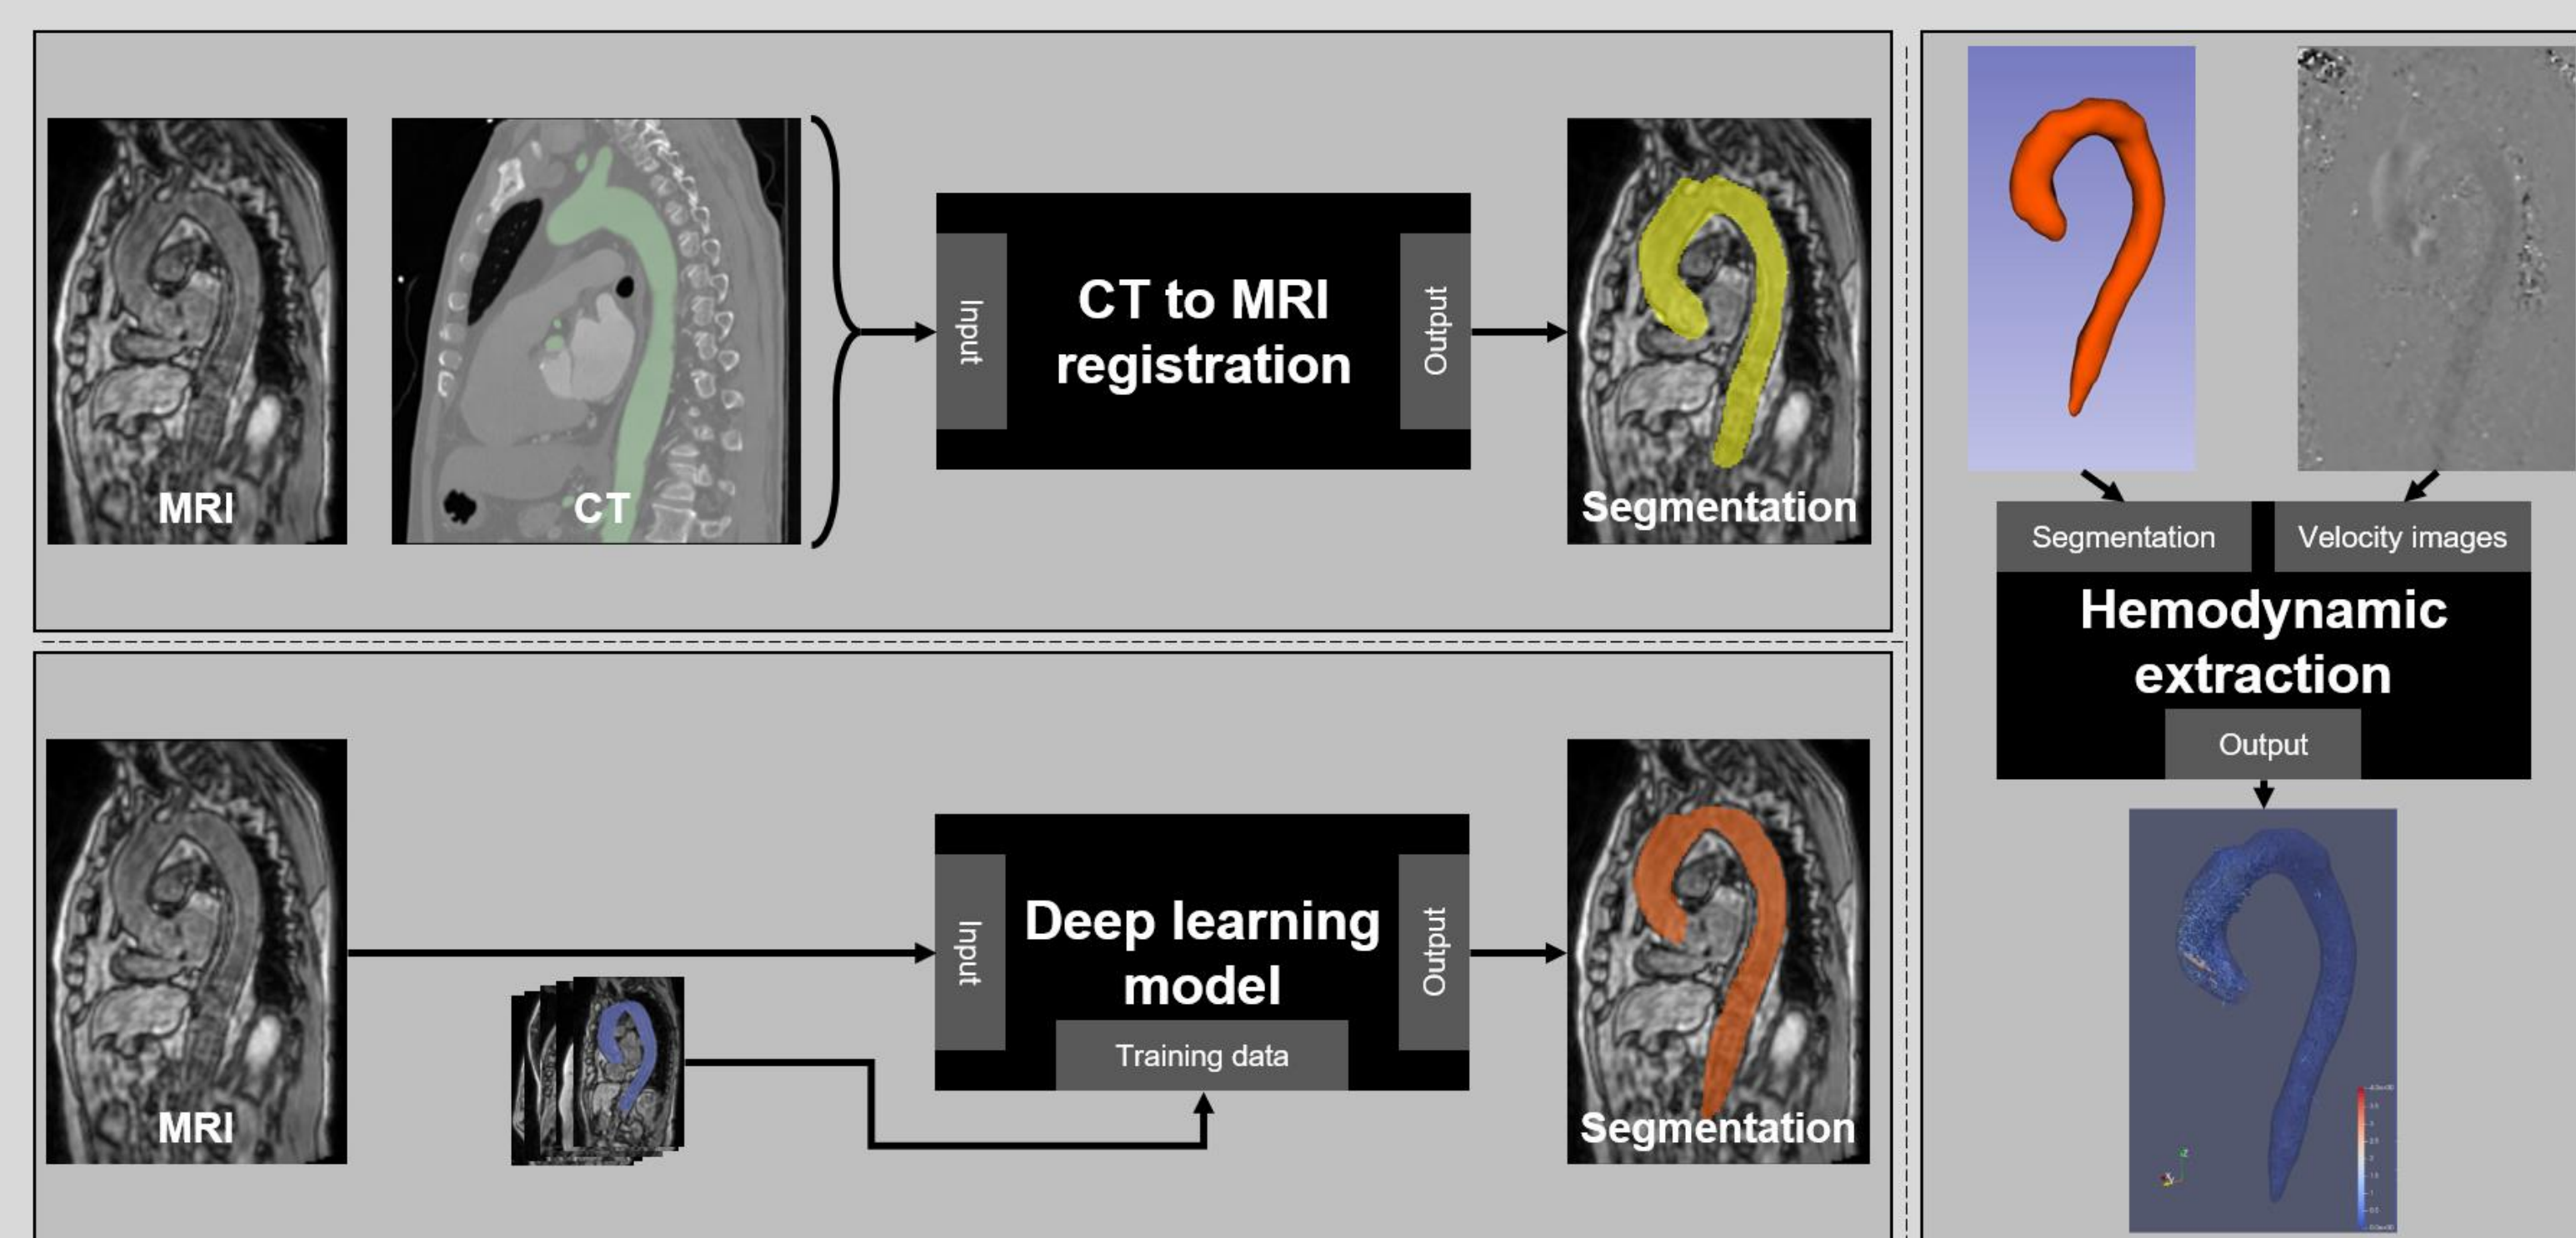 MRI
CT
Input
CT to MRI
registration
Output
Segmentation
MRI
Input
Deep learning
model
Training data
Output
Segmentation
Segmentation
Velocity images
Hemodynamic
extraction
Output
Z